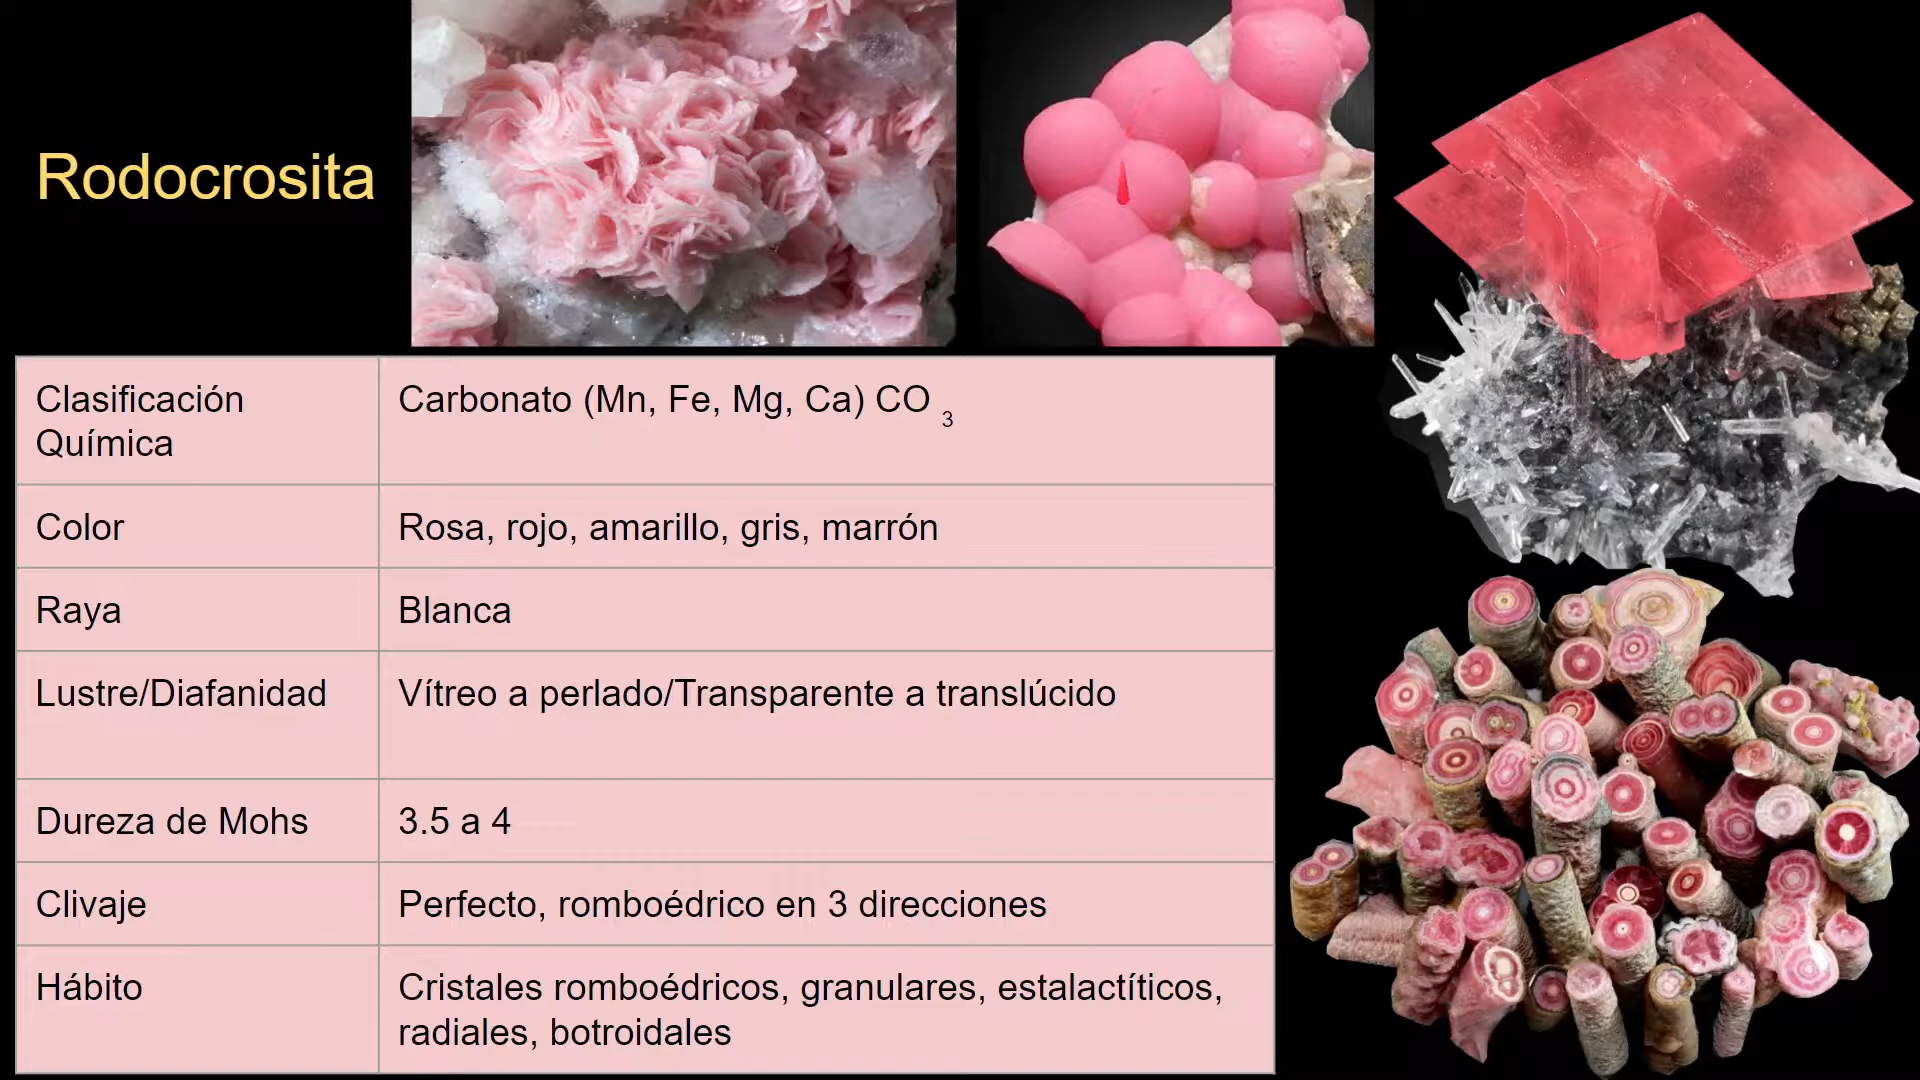 Rodocrosita
Clasificación
Química
Carbonato (Mn, Fe, Mg, Ca) CO 3
Color
Rosa, rojo, amarillo, gris, marrón
Raya
Blanca
Lustre/Diafanidad
Vítreo a perlado/Transparente a translúcido
Dureza de Mohs
3.5 a 4
Clivaje
Perfecto, romboédrico en 3 direcciones
Hábito
Cristales romboédricos, granulares, estalactíticos,
radiales, botroidales